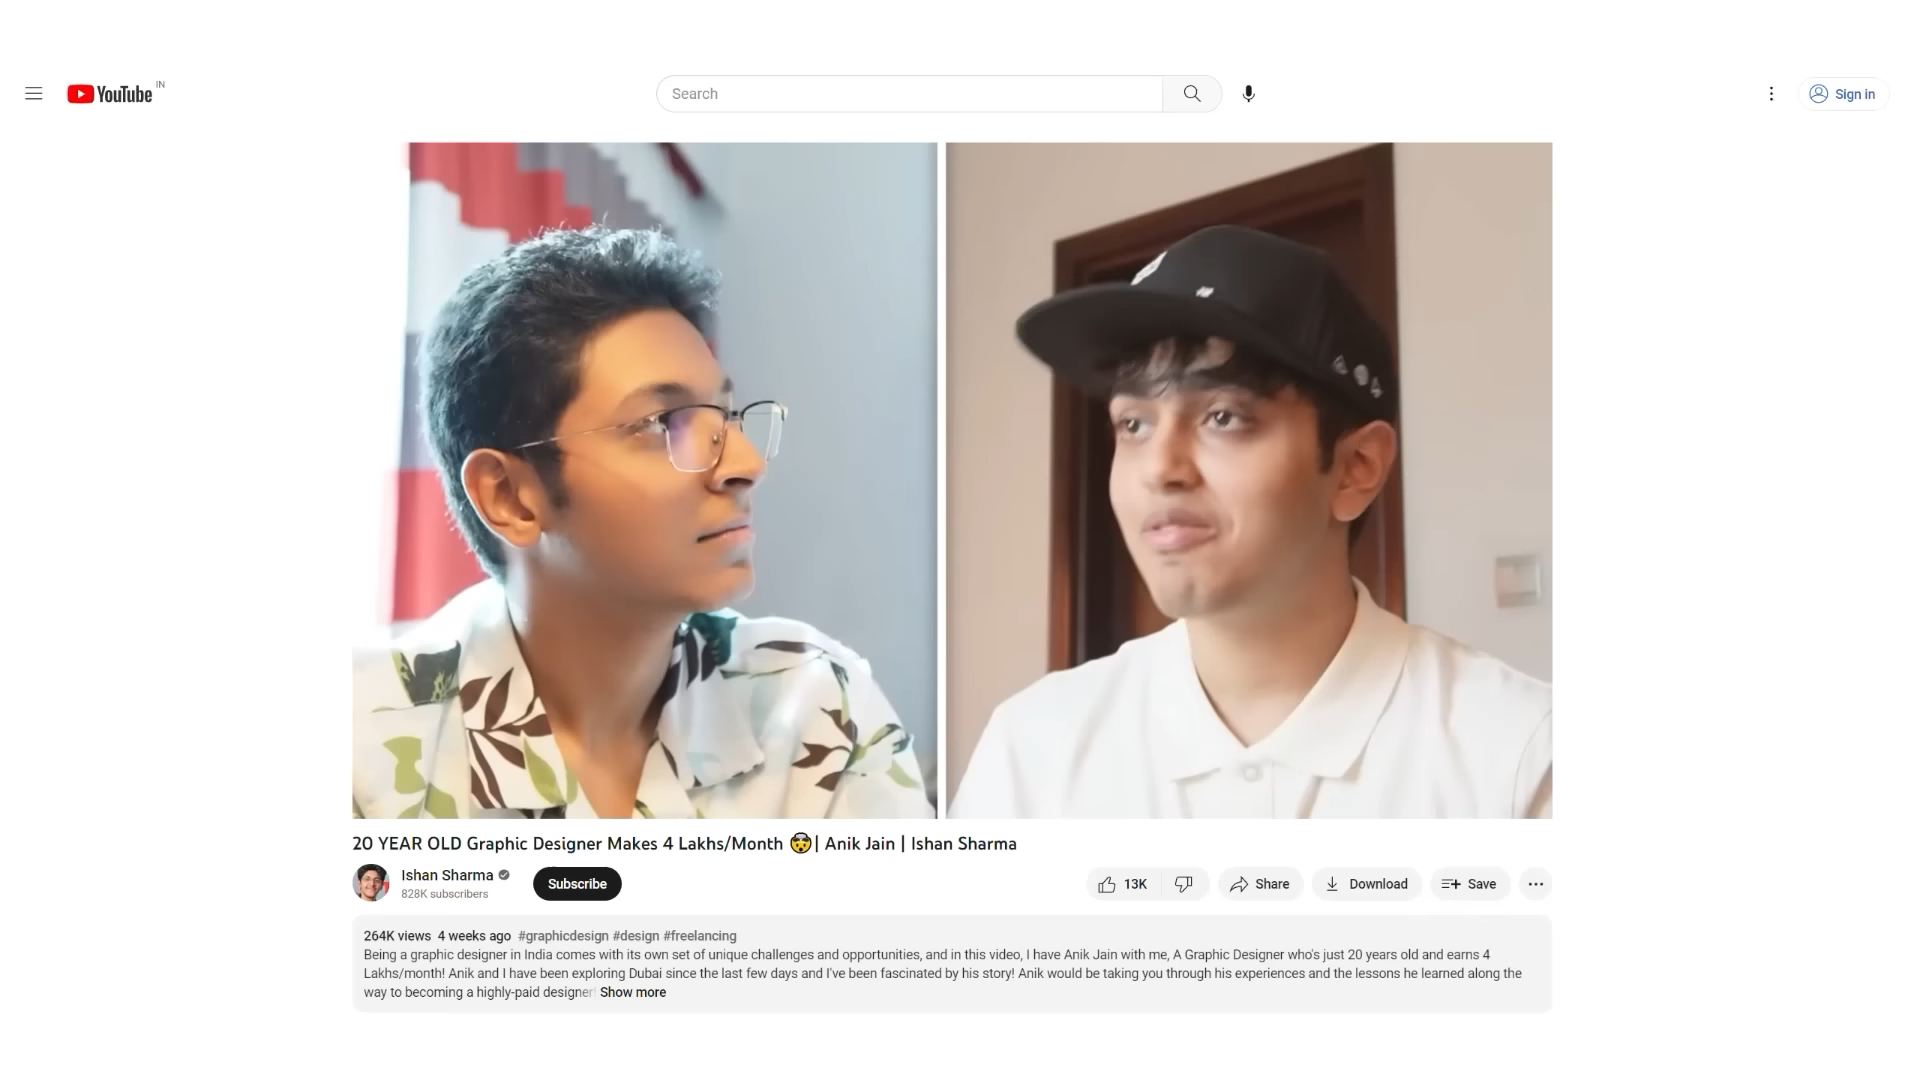 YouTube IN
Search
Sign in
20 YEAR OLD Graphic Designer Makes 4 Lakhs/Month 🤯| Anik Jain | Ishan Sharma
Ishan Sharma
828K subscribers
Subscribe
13K
Share
Download
Save
264K views 4 weeks ago #graphicdesign #design #freelancing
Being a graphic designer in India comes with its own set of unique challenges and opportunities, and in this video, I have Anik Jain with me, A Graphic Designer who's just 20 years old and earns 4
Lakhs/month! Anik and I have been exploring Dubai since the last few days and I've been fascinated by his story! Anik would be taking you through his experiences and the lessons he learned along the
way to becoming a highly-paid designer! Show more